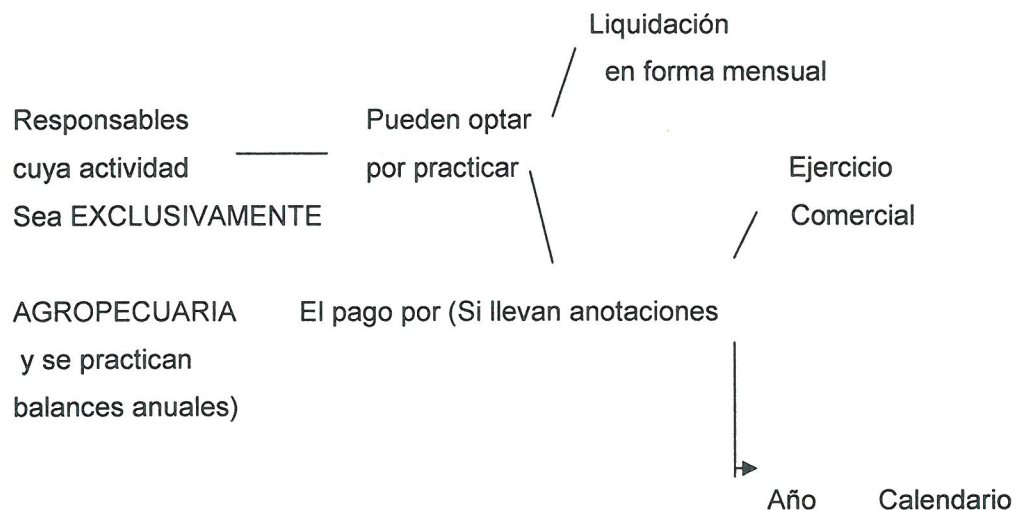 Liquidación
en forma mensual
Responsables
cuya actividad
Sea EXCLUSIVAMENTE
Pueden optar
por practicar
Ejercicio
Comercial
AGROPECUARIA
y se practican
balances anuales)
El pago por (Si llevan anotaciones
Año Calendario